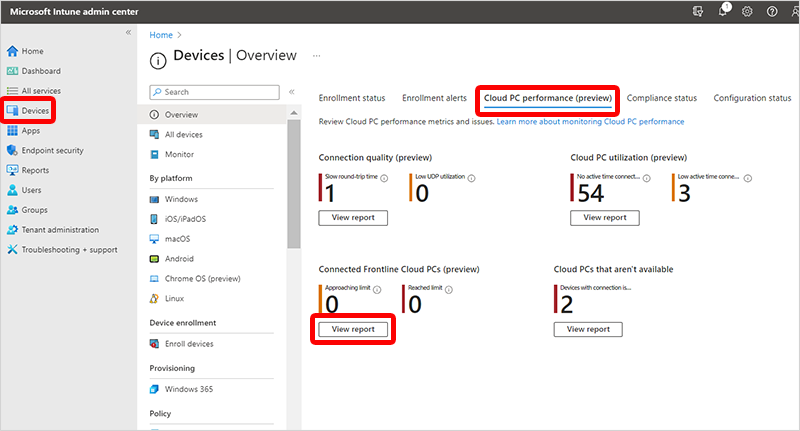 Microsoft Intune admin center
1
«
Home
Dashboard
All services
Devices
Apps
Endpoint security
Reports
Users
Groups
Tenant administration
Troubleshooting + support
Home >
Devices | Overview
...
Search
«
Overview
All devices
Monitor
By platform
Windows
iOS/iPadOS
macOS
Android
Chrome OS (preview)
Linux
Device enrollment
Enroll devices
Provisioning
Windows 365
Policy
Enrollment status
Enrollment alerts
Cloud PC performance (preview)
Compliance status
Configuration status
Review Cloud PC performance metrics and issues. Learn more about monitoring Cloud PC performance
Connection quality (preview)
Slow round-trip time
1
Low UDP utilization
0
View report
Cloud PC utilization (preview)
No active time connect...
54
Low active time conne...
3
View report
Connected Frontline Cloud PCs (preview)
Approaching limit
0
Reached limit
0
View report
Cloud PCs that aren't available
Devices with connection is...
2
View report